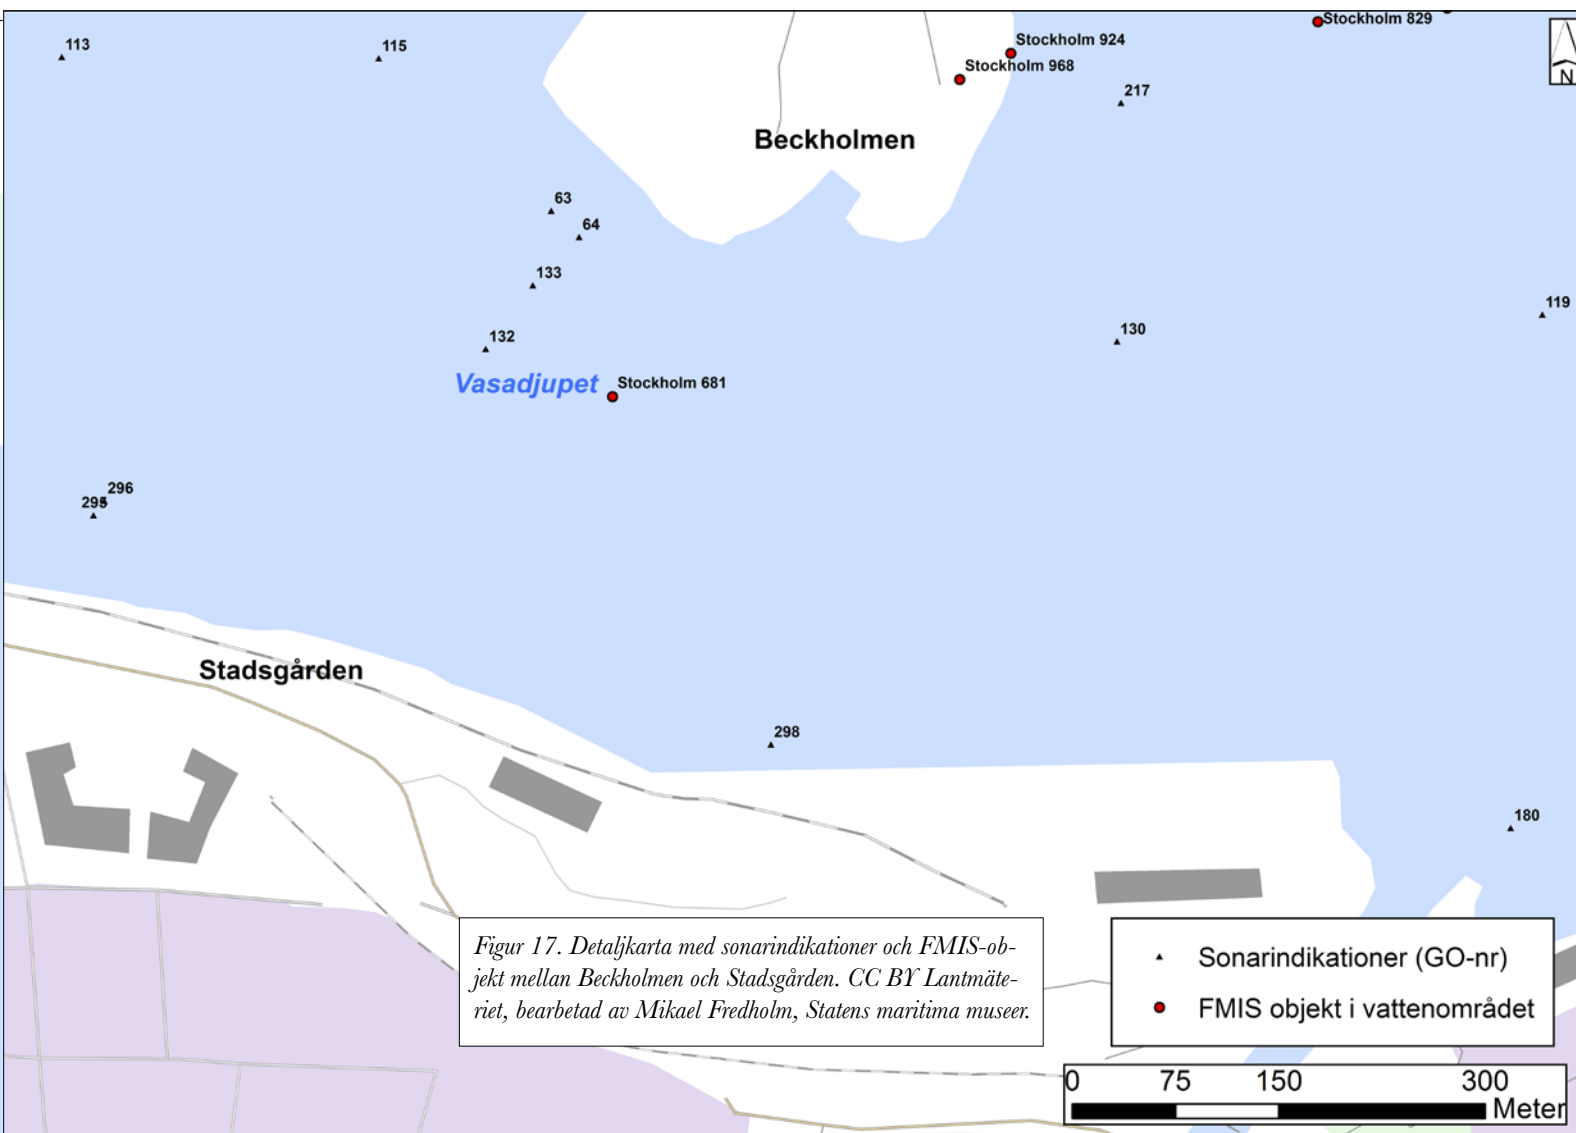 Stockholm 829
113
115
Stockholm 924
Stockholm 968
N
217
Beckholmen
63
64
133
119
132
130
Vasadjupet
Stockholm 681
296
295
Stadsgården
298
180
Figur 17. Detaljkarta med sonarindikationer och FMIS-ob-
jekt mellan Beckholmen och Stadsgården. CC BY Lantmäte-
riet, bearbetad av Mikael Fredholm, Statens maritima museer.
Sonarindikationer (GO-nr)
FMIS objekt i vattenområdet
0 75 150 300
Meter